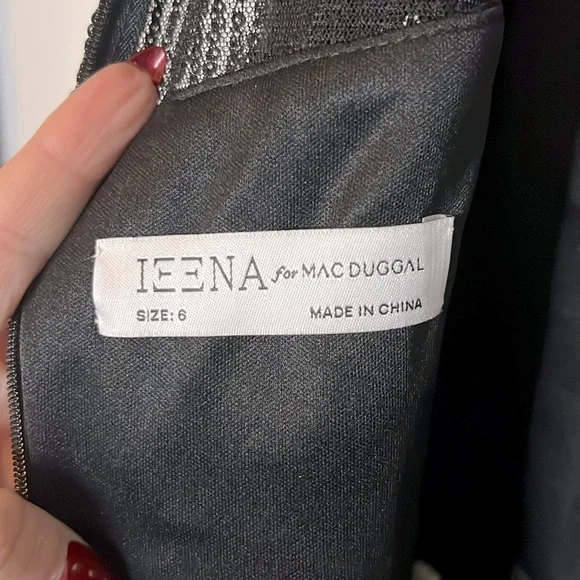 IEENA for MAC DUGGAL
SIZE: 6 MADE IN CHINA